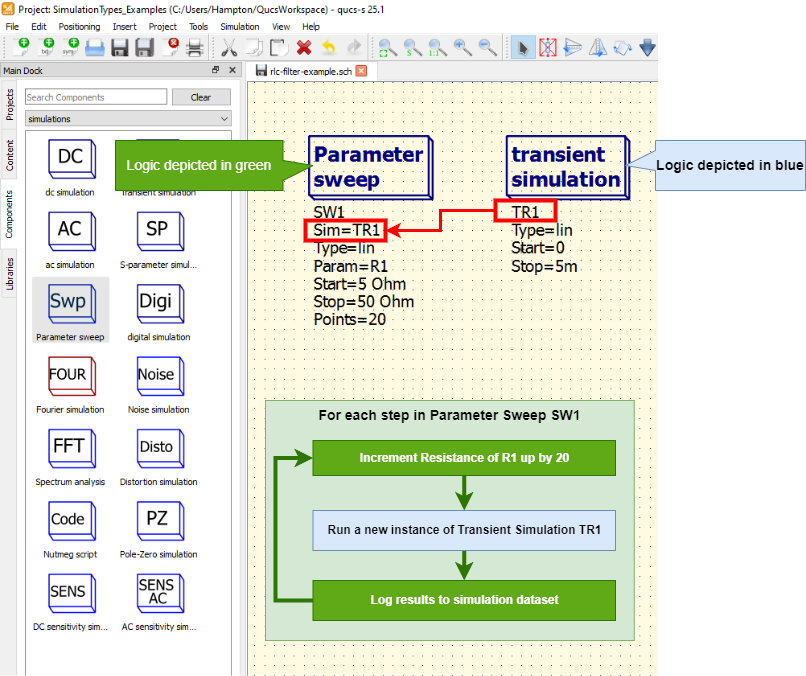 Project: SimulationTypes_Examples (C:/Users/Hampton/QucsWorkspace) - qucs-s 25.1
File Edit Positioning Insert Project Tools Simulation View Help
Main Dock
rlc-filter-example.sch
Projects
Content
Components
Libraries
Search Components
Clear
simulations
DC
dc simulation
transient simulation
AC
SP
ac simulation
S-parameter simul...
Swp
Digi
Parameter sweep
digital simulation
FOUR
Noise
Fourier simulation
Noise simulation
FFT
Disto
Spectrum analysis
Distortion simulation
Code
PZ
Nutmeg script
Pole-Zero simulation
SENS
SENS
AC
DC sensitivity sim...
AC sensitivity sim...
Logic depicted in green
Parameter
sweep
SW1
Sim=TR1
Type=lin
Param=R1
Start=5 Ohm
Stop=50 Ohm
Points=20
transient
simulation
TR1
Type=lin
Start=0
Stop=5m
Logic depicted in blue
For each step in Parameter Sweep SW1
Increment Resistance of R1 up by 20
Run a new instance of Transient Simulation TR1
Log results to simulation dataset